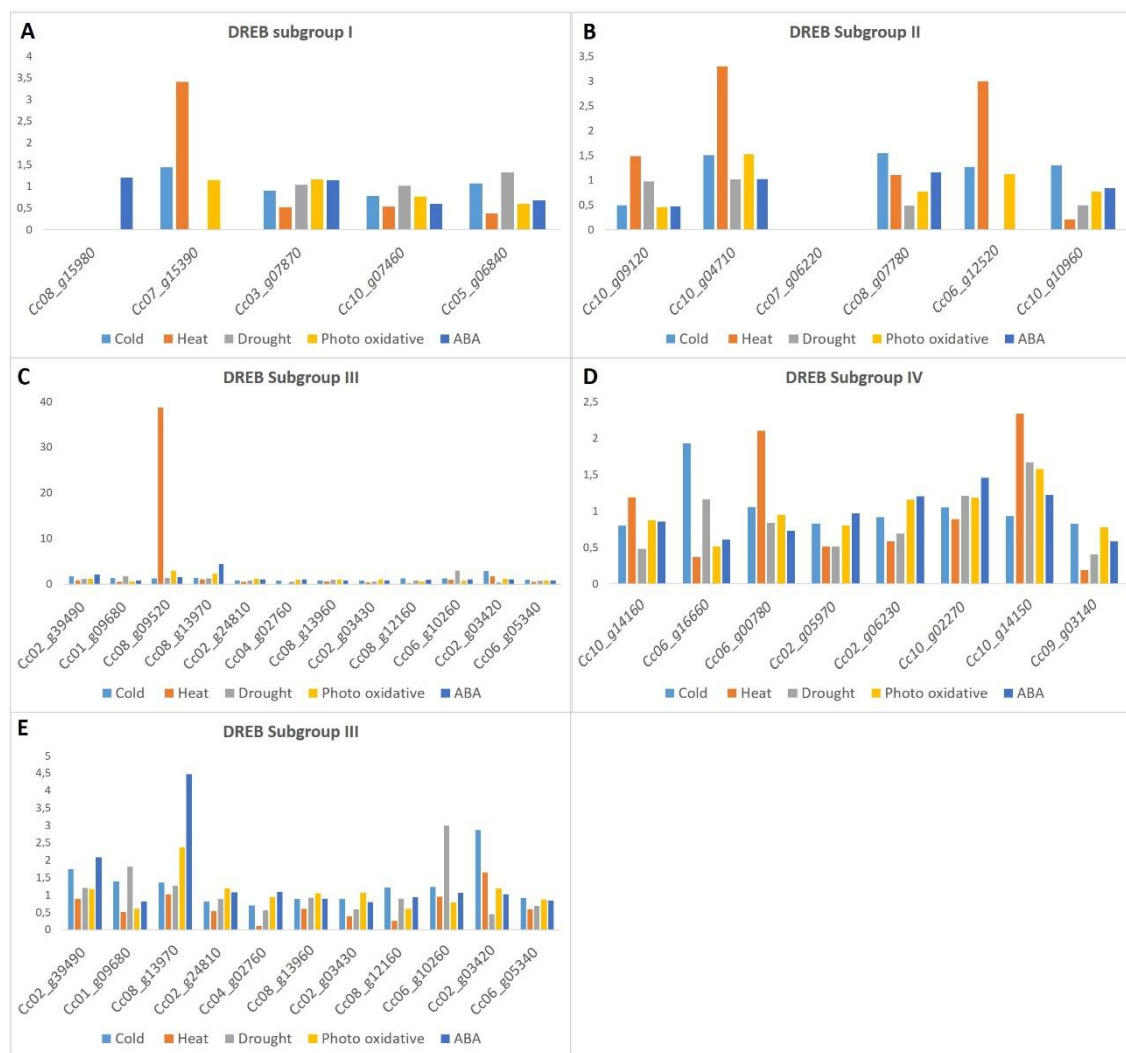 A
DREB subgroup I
4
3,5
3
2,5
2
1,5
1
0,5
0
Cc08_g15980
Cc07_g15390
Cc03_g07870
Cc10_g07460
Cc05_g06840
Cold Heat Drought Photo oxidative ABA
B
DREB Subgroup II
3,5
3
2,5
2
1,5
1
0,5
0
Cc10_g09120
Cc10_g04710
Cc07_g06220
Cc08_g07780
Cc06_g12520
Cc10_g10960
Cold Heat Drought Photo oxidative ABA
C
DREB Subgroup III
40
30
20
10
0
Cc02_g39490
Cc01_g09680
Cc08_g09520
Cc08_g13970
Cc02_g24810
Cc04_g02760
Cc08_g13960
Cc02_g03430
Cc08_g12160
Cc06_g10260
Cc02_g03420
Cc06_g05340
Cold Heat Drought Photo oxidative ABA
D
DREB Subgroup IV
2,5
2
1,5
1
0,5
0
Cc10_g14160
Cc06_g16660
Cc06_g00780
Cc02_g05970
Cc02_g06230
Cc10_g02270
Cc10_g14150
Cc09_g03140
Cold Heat Drought Photo oxidative ABA
E
DREB Subgroup III
5
4,5
4
3,5
3
2,5
2
1,5
1
0,5
0
Cc02_g39490
Cc01_g09680
Cc08_g13970
Cc02_g24810
Cc04_g02760
Cc08_g13960
Cc02_g03430
Cc08_g12160
Cc06_g10260
Cc02_g03420
Cc06_g05340
Cold Heat Drought Photo oxidative ABA